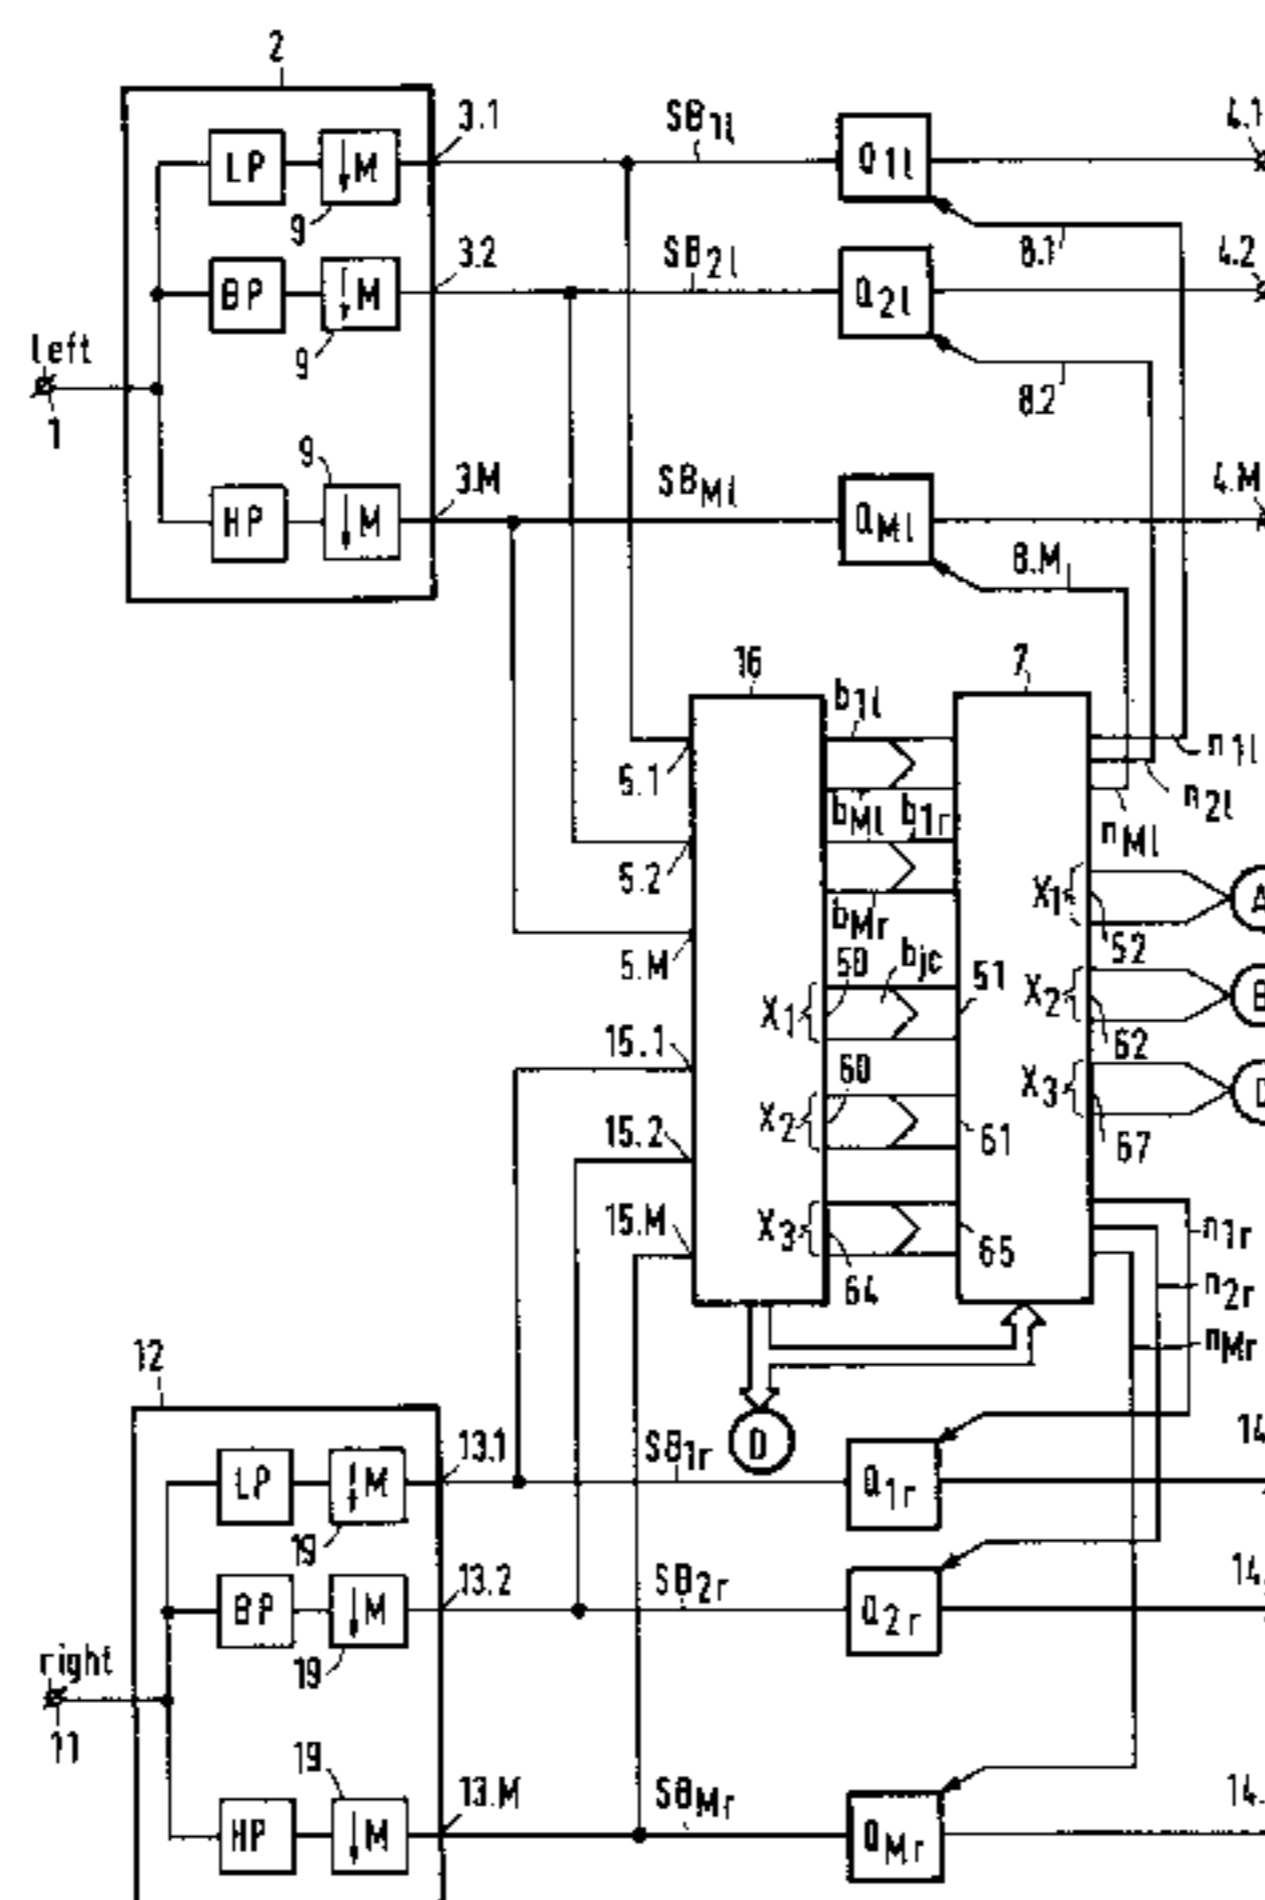 2
LP
↓M
9
3.1
SB1l
Q1l
4.1
8.1
BP
↓M
9
3.2
SB2l
Q2l
4.2
8.2
left
1
9
HP
↓M
3.M
SBMl
QMl
4.M
8.M
16
7
b1l
n1l
5.1
bMl
b1r
n2l
nMl
5.2
bMr
X1
52
A
5.M
50
bjc
51
X2
62
B
X1
15.1
60
X3
67
X2
61
15.2
15.M
X3
64
65
n1r
n2r
nMr
D
12
LP
↓M
19
13.1
SB1r
Q1r
14
BP
↓M
19
13.2
SB2r
Q2r
14.
right
11
19
HP
↓M
13.M
SBMr
QMr
14.